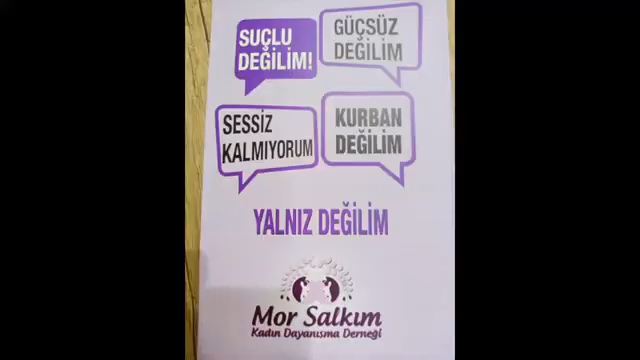 SUÇLU
DEĞİLİM!
GÜÇSÜZ
DEĞİLİM
SESSİZ
KALMIYORUM
KURBAN
DEĞİLİM
YALNIZ DEĞİLİM
Mor Salkım
Kadın Dayanışma Derneği